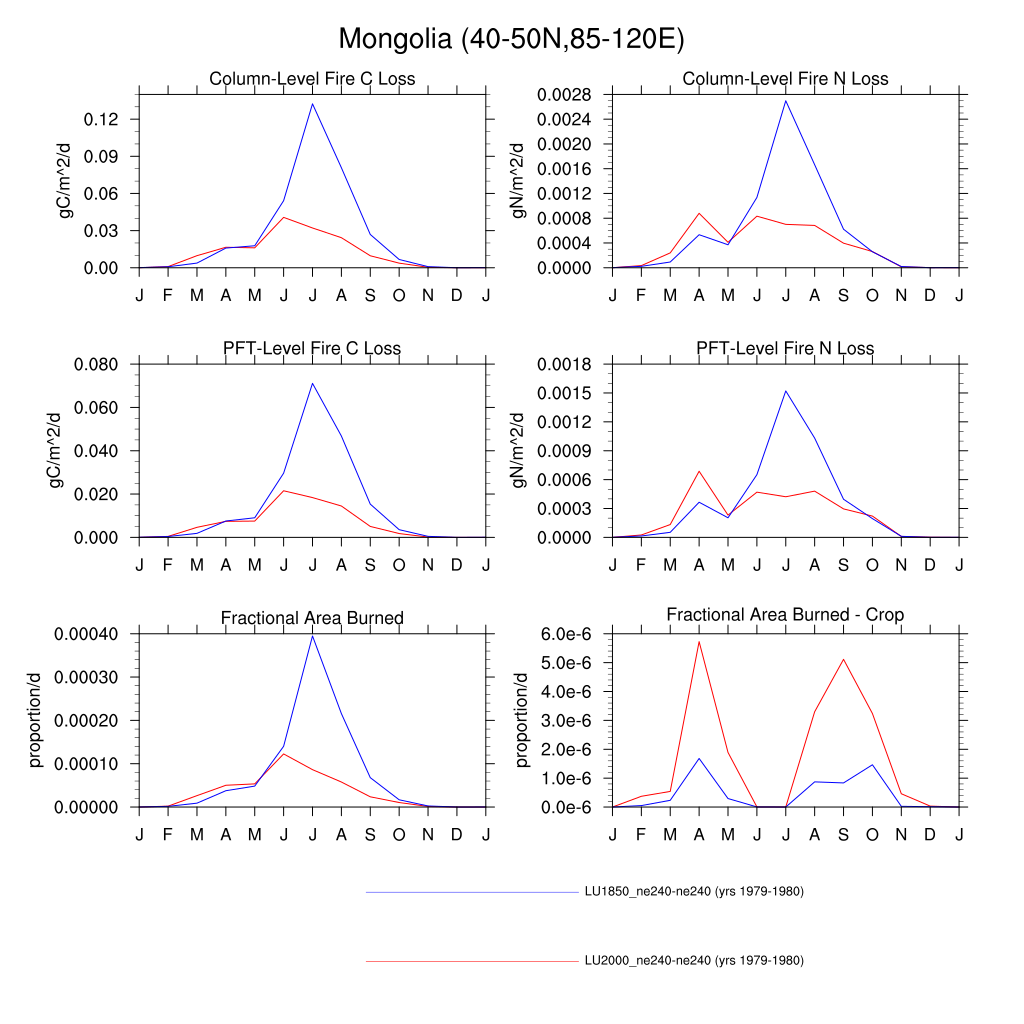 Mongolia (40-50N,85-120E)
Column-Level Fire C Loss
gC/m^2/d
0.12
0.09
0.06
0.03
0.00
J F M A M J J A S O N D J
Column-Level Fire N Loss
gN/m^2/d
0.0028
0.0024
0.0020
0.0016
0.0012
0.0008
0.0004
0.0000
J F M A M J J A S O N D J
PFT-Level Fire C Loss
gC/m^2/d
0.080
0.060
0.040
0.020
0.000
J F M A M J J A S O N D J
PFT-Level Fire N Loss
gN/m^2/d
0.0018
0.0015
0.0012
0.0009
0.0006
0.0003
0.0000
J F M A M J J A S O N D J
Fractional Area Burned
proportion/d
0.00040
0.00030
0.00020
0.00010
0.00000
J F M A M J J A S O N D J
Fractional Area Burned - Crop
proportion/d
6.0e-6
5.0e-6
4.0e-6
3.0e-6
2.0e-6
1.0e-6
0.0e-6
J F M A M J J A S O N D J
LU1850_ne240-ne240 (yrs 1979-1980)
LU2000_ne240-ne240 (yrs 1979-1980)